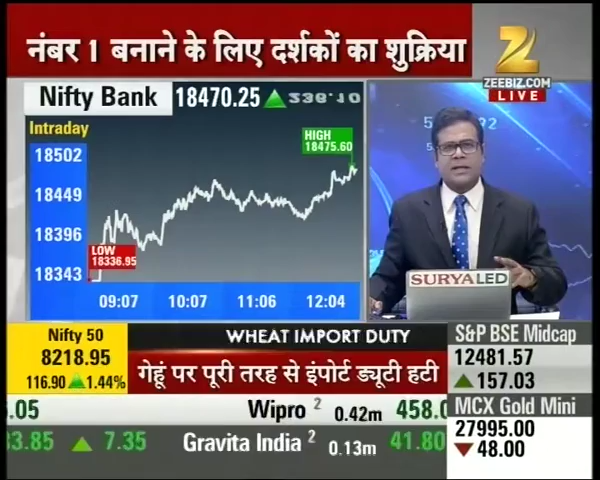 नंबर 1 बनाने के लिए दर्शकों का शुक्रिया
ZEEBIZ.COM
LIVE
Nifty Bank 18470.25
Intraday
18502
18449
18396
18343
HIGH
18475.60
LOW
18336.95
09:07 10:07 11:06 12:04
SURYA LED
Nifty 50
8218.95
116.90 1.44%
WHEAT IMPORT DUTY
गेहूं पर पूरी तरह से इंपोर्ट ड्यूटी हटी
S&P BSE Midcap
12481.57
157.03
MCX Gold Mini
27995.00
48.00
Wipro 2 0.42m
7.35 Gravita India 2 0.13m 41.80